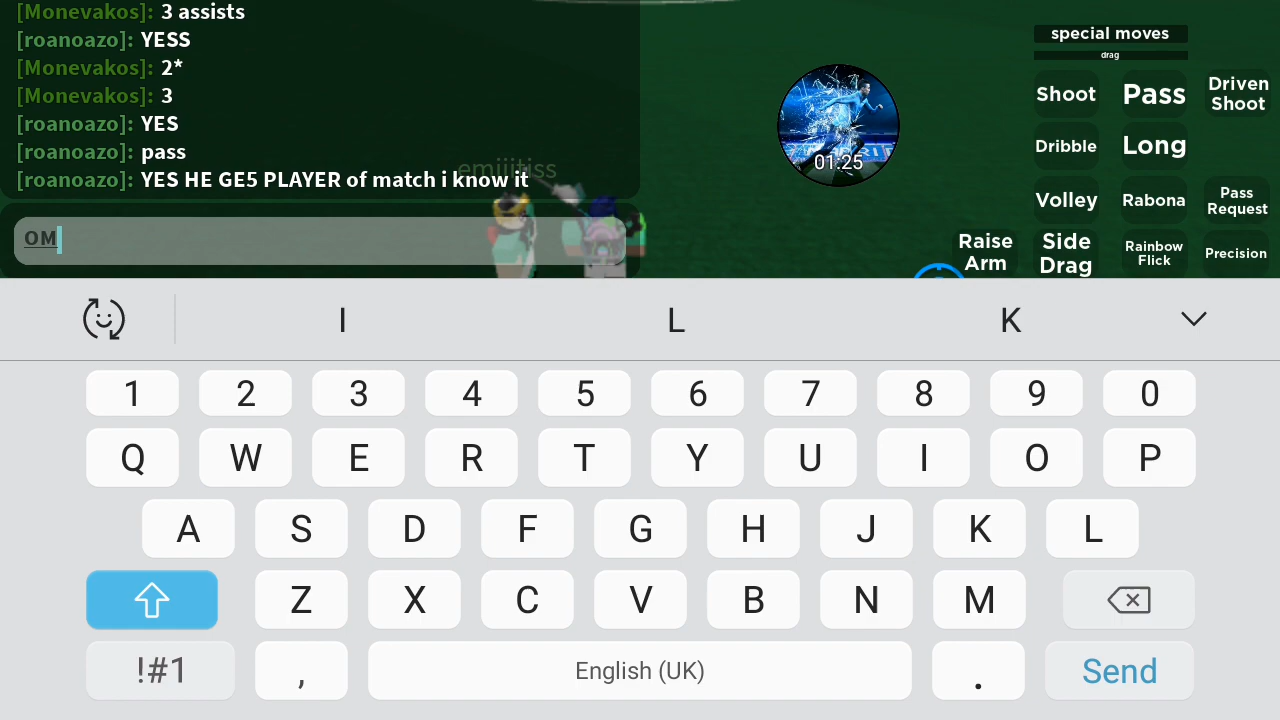 [Monevakos]: 3 assists
[roanoazo]: YESS
[Monevakos]: 2*
[Monevakos]: 3
[roanoazo]: YES
[roanoazo]: pass
[roanoazo]: YES HE GE5 PLAYER of match i know it
emijitiss
OM
01:25
special moves
drag
Shoot Pass Driven Shoot
Dribble Long
Volley Rabona Pass Request
Raise Arm Side Drag Rainbow Flick Precision
I L K
1 2 3 4 5 6 7 8 9 0
Q W E R T Y U I O P
A S D F G H J K L
Z X C V B N M
!#1 , English (UK) . Send